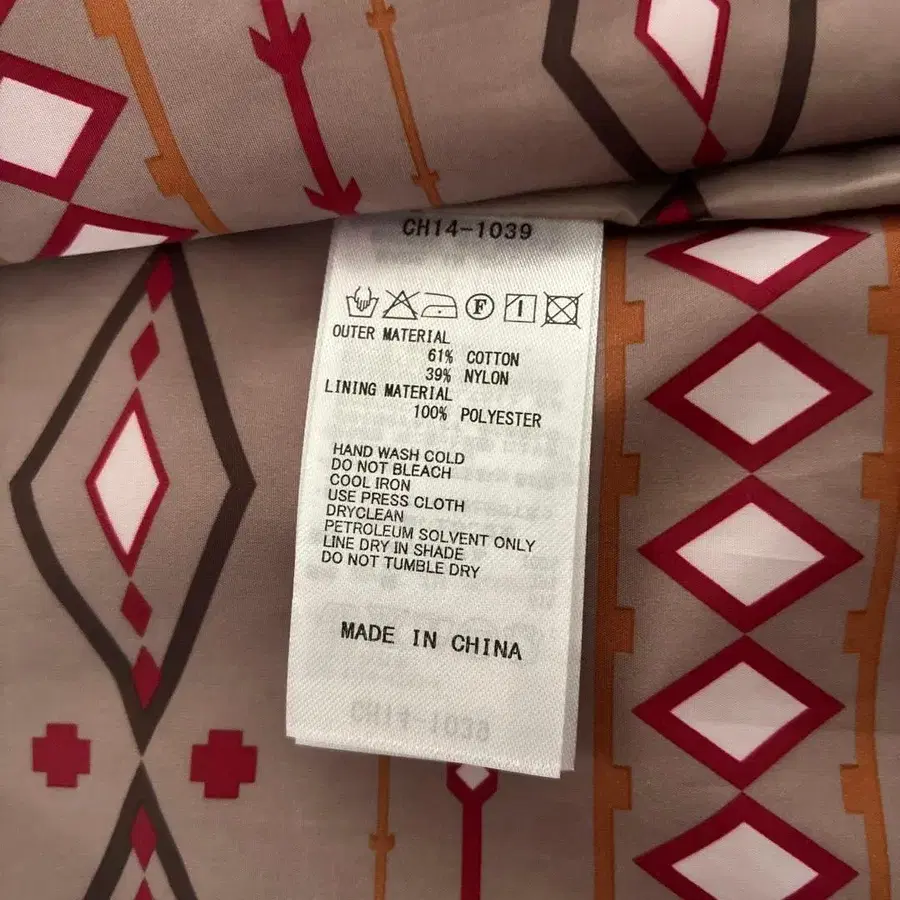 CH14-1039
F
OUTER MATERIAL
61% COTTON
39% NYLON
LINING MATERIAL
100% POLYESTER
HAND WASH COLD
DO NOT BLEACH
COOL IRON
USE PRESS CLOTH
DRYCLEAN
PETROLEUM SOLVENT ONLY
LINE DRY IN SHADE
DO NOT TUMBLE DRY
MADE IN CHINA
CH14-1039